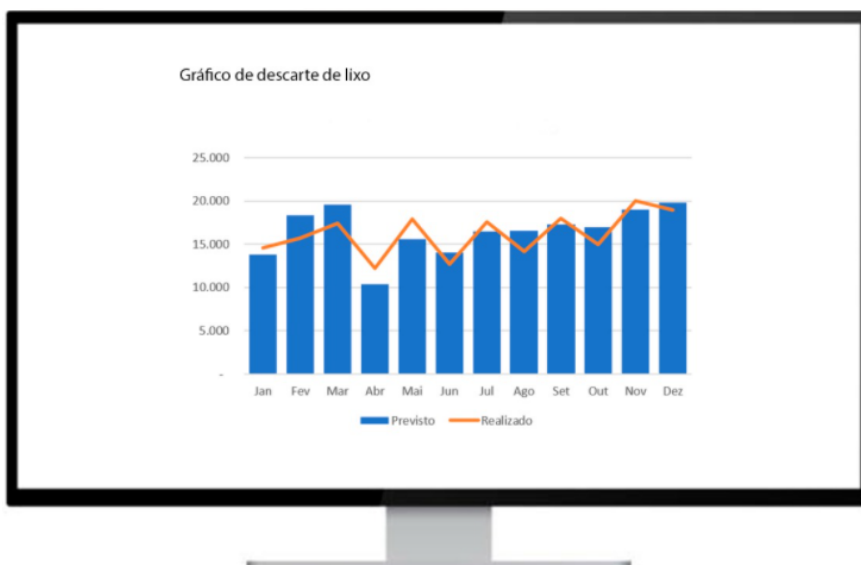 Gráfico de descarte de lixo
25.000
20.000
15.000
10.000
5.000
-
Jan Fev Mar Abr Mai Jun Jul Ago Set Out Nov Dez
Previsto Realizado